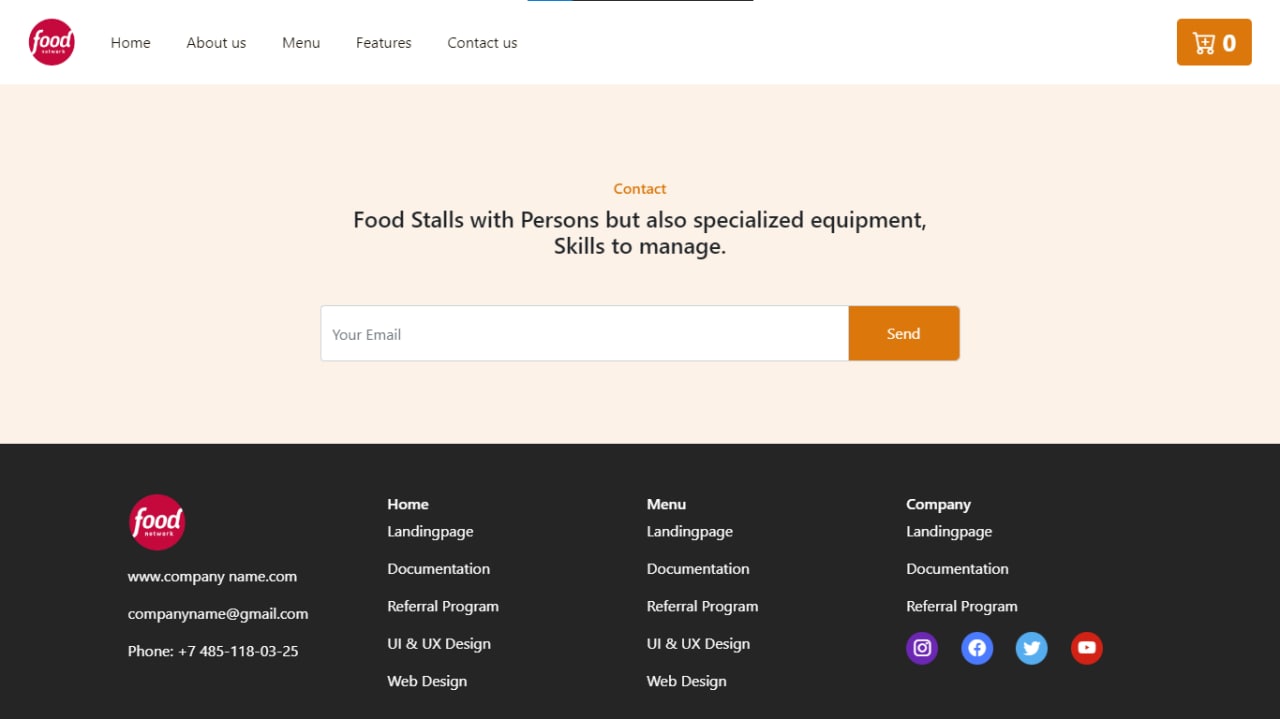 food
network
Home
About us
Menu
Features
Contact us
0
Contact
Food Stalls with Persons but also specialized equipment,
Skills to manage.
Your Email
Send
food
network
www.company name.com
companyname@gmail.com
Phone: +7 485-118-03-25
Home
Landingpage
Documentation
Referral Program
UI & UX Design
Web Design
Menu
Landingpage
Documentation
Referral Program
UI & UX Design
Web Design
Company
Landingpage
Documentation
Referral Program